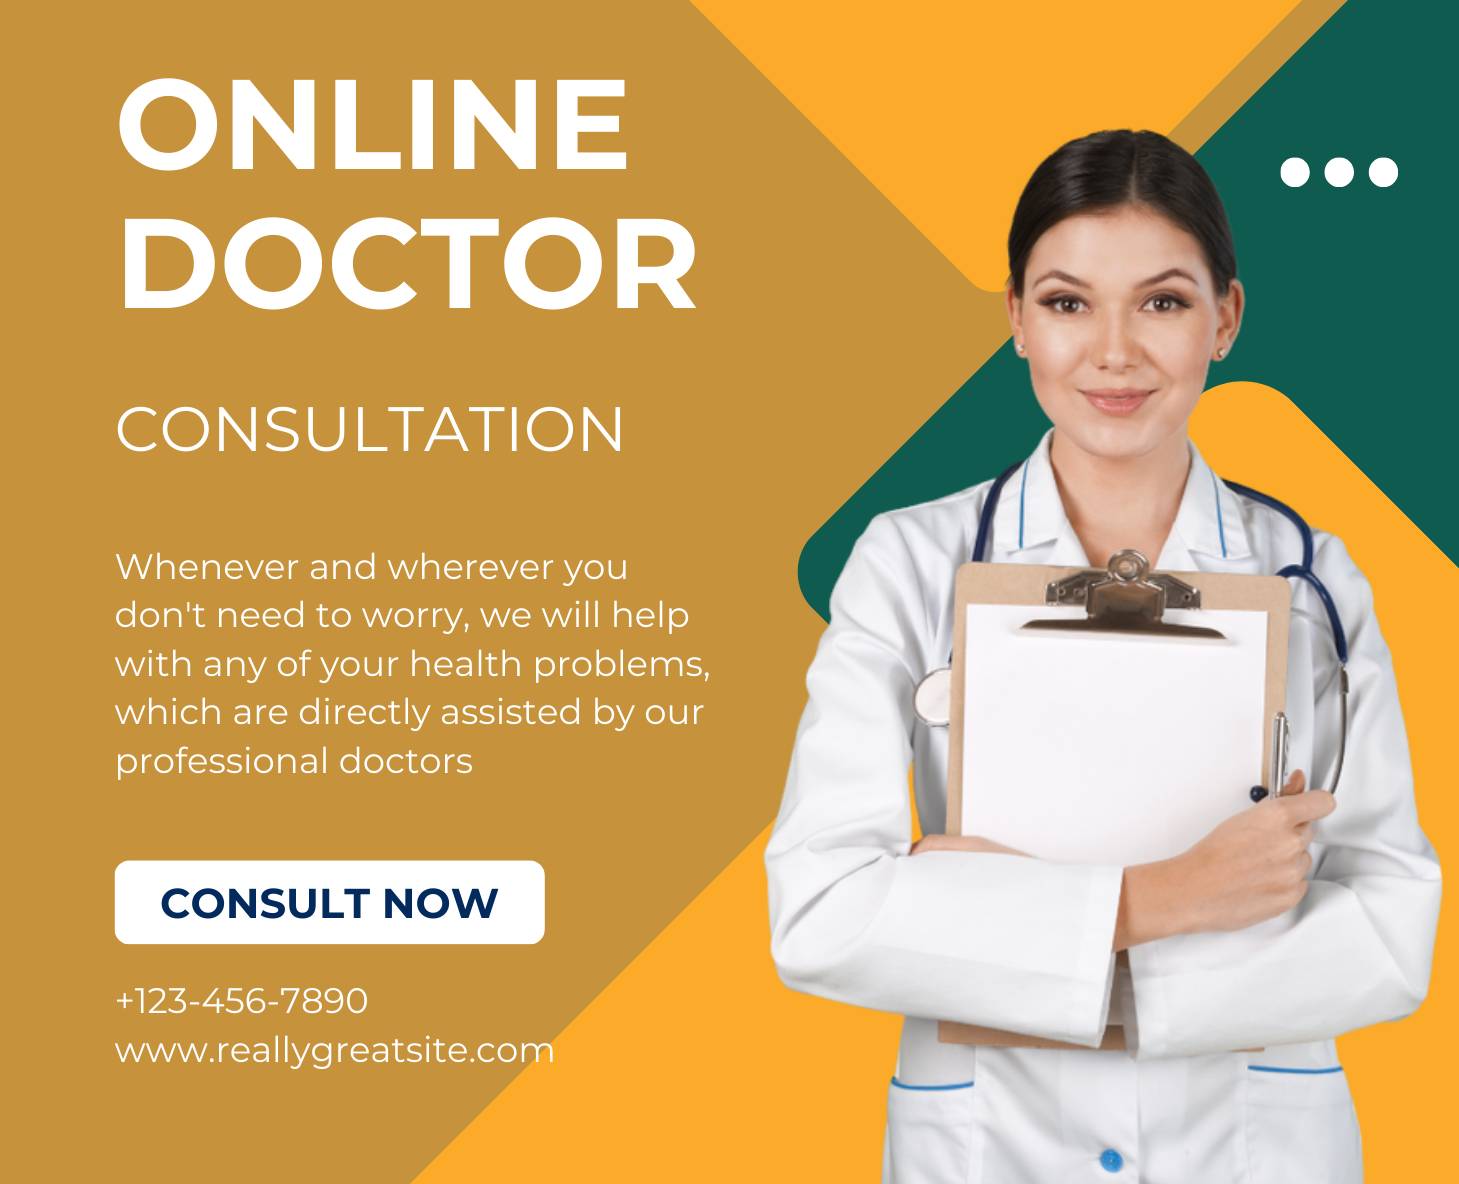 ONLINE
DOCTOR
CONSULTATION
Whenever and wherever you
don't need to worry, we will help
with any of your health problems,
which are directly assisted by our
professional doctors
CONSULT NOW
+123-456-7890
www.reallygreatsite.com